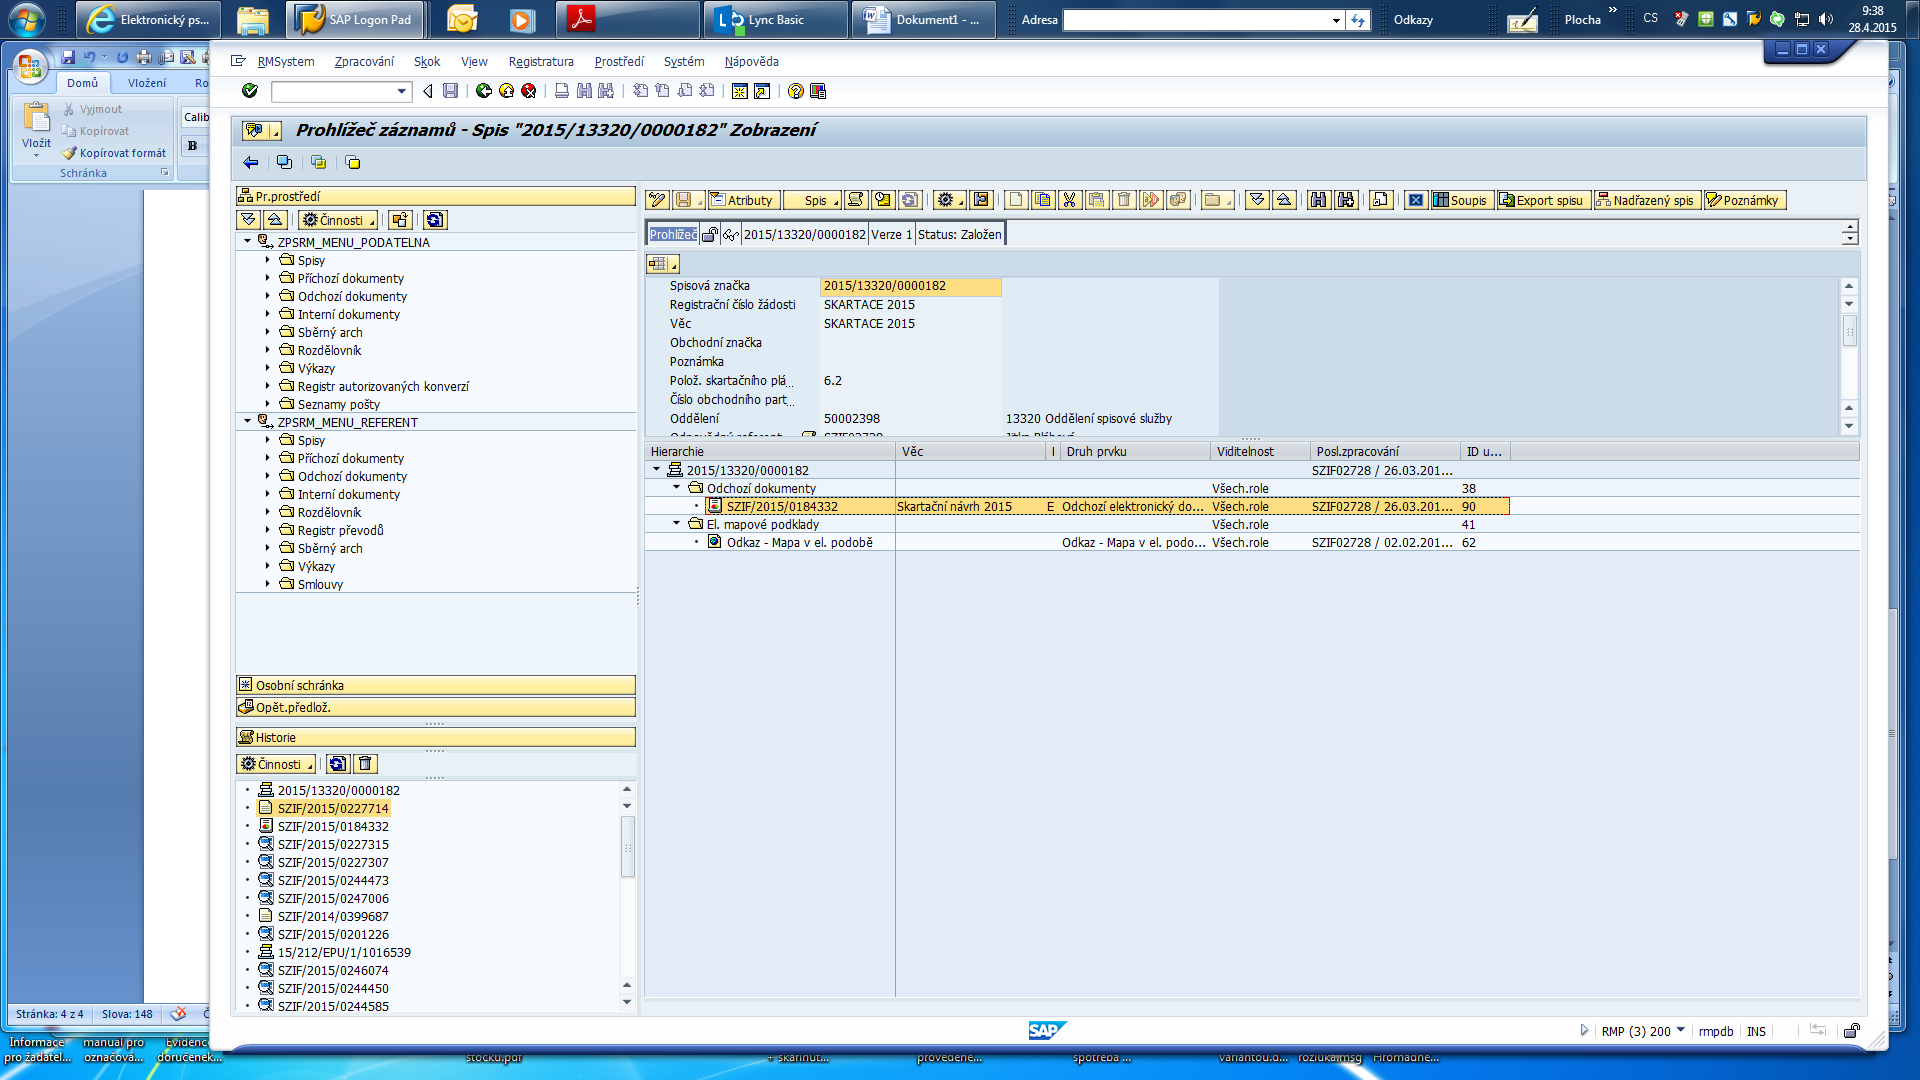 Elektronický ps...
SAP Logon Pad
Lync Basic
Dokument1 - ...
Adresa
Odkazy
Plocha
CS
9:38
28.4.2015
Domů
Vložení
Ro
Vložit
Vyjmout
Kopírovat
Kopírovat formát
Schránka
Calib
B
RMSystem
Zpracování
Skok
View
Registratura
Prostředí
Systém
Nápověda
Prohlížeč záznamů - Spis "2015/13320/0000182" Zobrazení
Pr.prostředí
Činnosti
ZPSRM_MENU_PODATELNA
Spisy
Příchozí dokumenty
Odchozí dokumenty
Interní dokumenty
Sběrný arch
Rozdělovník
Výkazy
Registr autorizovaných konverzí
Seznamy pošty
ZPSRM_MENU_REFERENT
Spisy
Příchozí dokumenty
Odchozí dokumenty
Interní dokumenty
Rozdělovník
Registr převodů
Sběrný arch
Výkazy
Smlouvy
Osobní schránka
Opět.předlož.
Historie
Činnosti
2015/13320/0000182
SZIF/2015/0227714
SZIF/2015/0184332
SZIF/2015/0227315
SZIF/2015/0227307
SZIF/2015/0244473
SZIF/2015/0247006
SZIF/2014/0399687
SZIF/2015/0201226
15/212/EPU/1/1016539
SZIF/2015/0246074
SZIF/2015/0244450
SZIF/2015/0244585
Atributy
Spis
Soupis
Export spisu
Nadřazený spis
Poznámky
Prohlížeč
2015/13320/0000182
Verze 1
Status: Založen
Spisová značka 2015/13320/0000182
Registrační číslo žádosti SKARTACE 2015
Věc SKARTACE 2015
Obchodní značka
Poznámka
Polož. skartačního plá... 6.2
Číslo obchodního part...
Oddělení 50002398 13320 Oddělení spisové služby
Odpovědný referent SZIF02739 Jitka
Hierarchie Věc I Druh prvku Viditelnost Posl.zpracování ID u...
2015/13320/0000182 SZIF02728 / 26.03.201...
Odchozí dokumenty Všech.role 38
SZIF/2015/0184332 Skartační návrh 2015 E Odchozí elektronický do... Všech.role SZIF02728 / 26.03.201... 90
El. mapové podklady Všech.role 41
Odkaz - Mapa v el. podobě Odkaz - Mapa v el. podo... Všech.role SZIF02728 / 02.02.201... 62
Stránka: 4 z 4
Slova: 148
SAP
RMP (3) 200
rmpdb
INS
Informace
pro žadatel...
manual pro
označová...
Evidenc
doručenek...
stocku.pdf
+ skartnut...
provedene...
spotřeba ...
variantou.d...
rozlukalmsg
Hromadne...